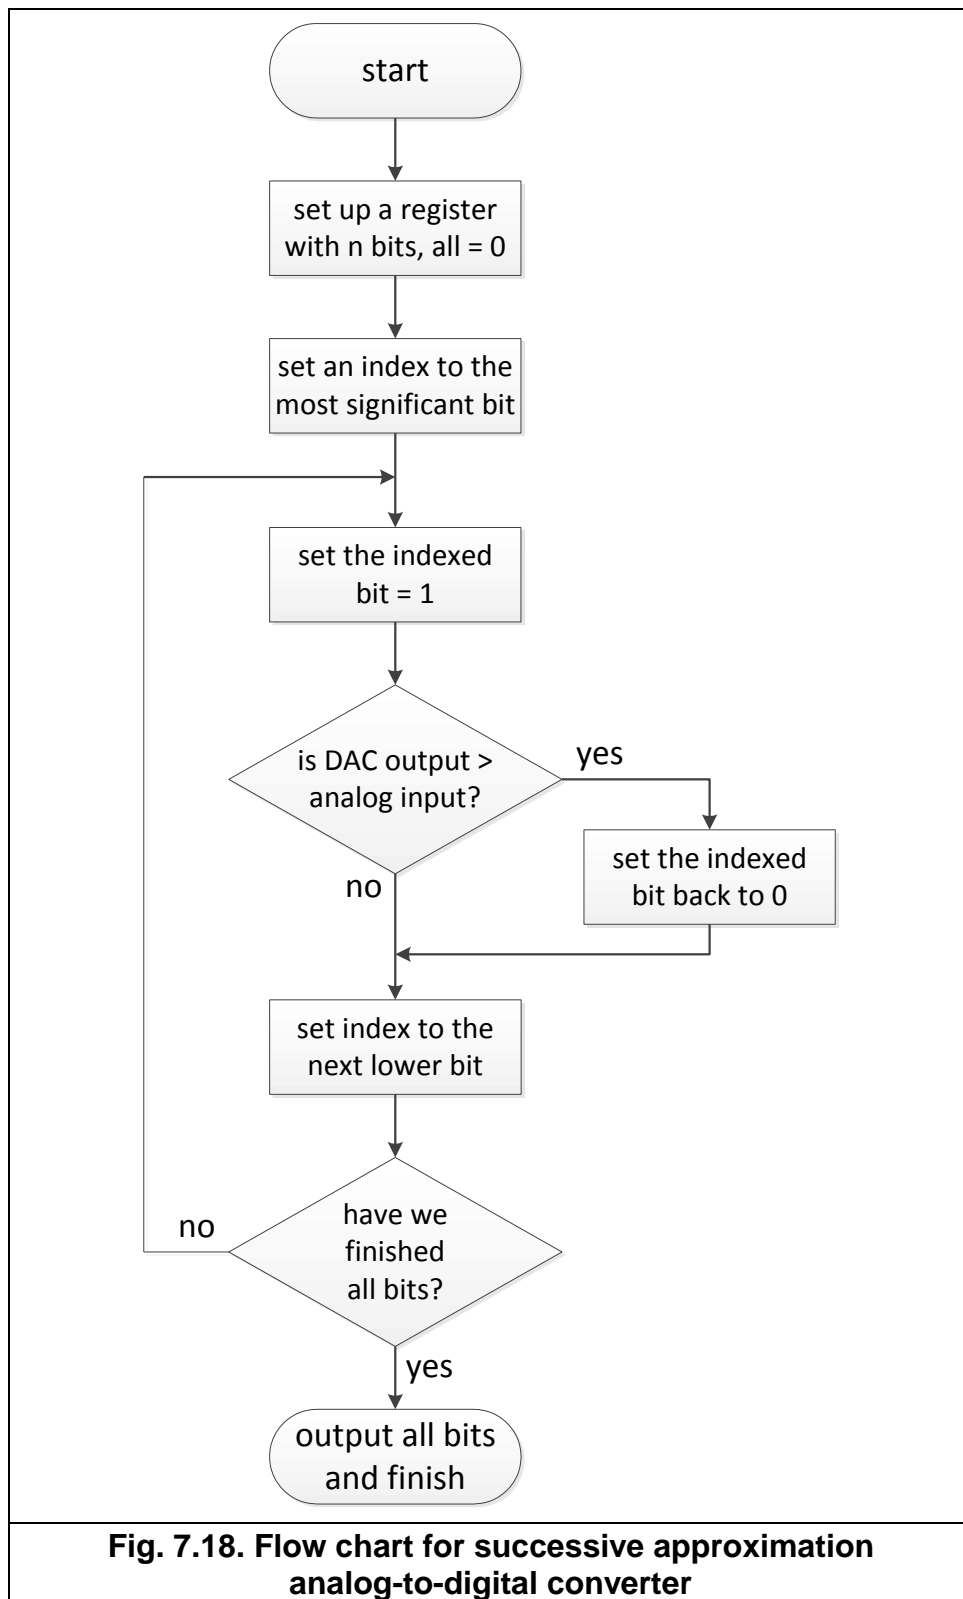 start
set up a register
with n bits, all = 0
set an index to the
most significant bit
set the indexed
bit = 1
is DAC output >
analog input?
yes
set the indexed
bit back to 0
no
set index to the
next lower bit
have we
finished
all bits?
no
yes
output all bits
and finish
Fig. 7.18. Flow chart for successive approximation
analog-to-digital converter